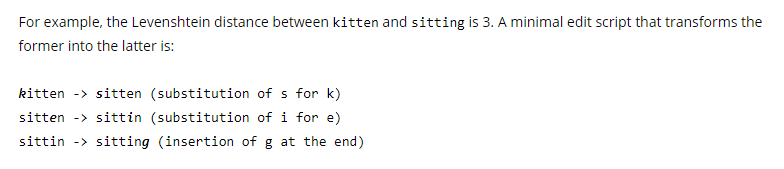 For example, the Levenshtein distance between kitten and sitting is 3. A minimal edit script that transforms the
former into the latter is:
kitten -> sitten (substitution of s for k)
sitten -> sittin (substitution of i for e)
sittin -> sitting (insertion of g at the end)